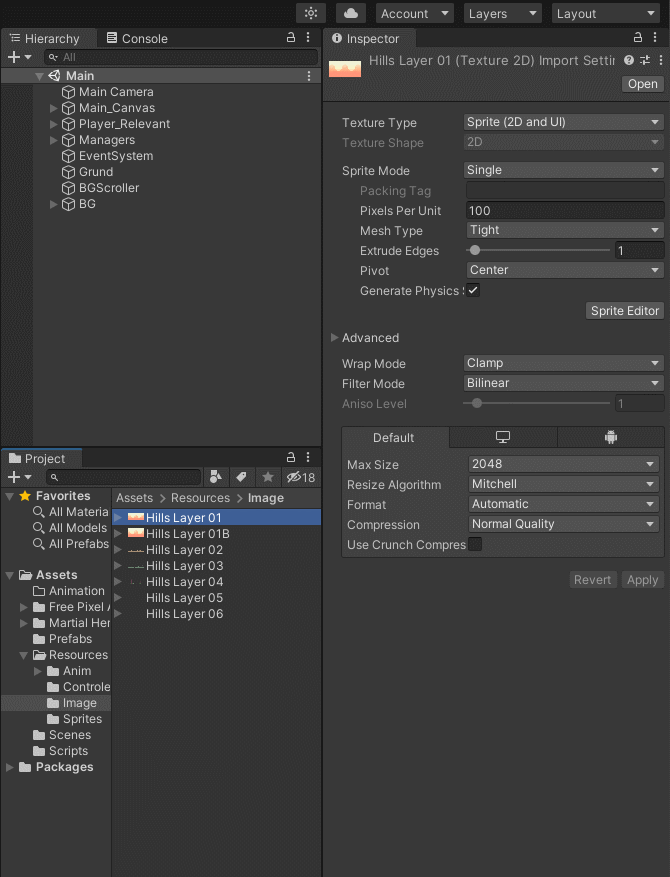 Account Layers Layout
Hierarchy Console
All
Main
Main Camera
Main_Canvas
Player_Relevant
Managers
EventSystem
Grund
BGScroller
BG
Project
18
Favorites
All Materia
All Models
All Prefabs
Assets
Animation
Free Pixel A
Martial Her
Prefabs
Resources
Anim
Controle
Image
Sprites
Scenes
Scripts
Packages
Assets > Resources > Image
Hills Layer 01
Hills Layer 01B
Hills Layer 02
Hills Layer 03
Hills Layer 04
Hills Layer 05
Hills Layer 06
Inspector
Hills Layer 01 (Texture 2D) Import Settin
Open
Texture Type Sprite (2D and UI)
Texture Shape 2D
Sprite Mode Single
Packing Tag
Pixels Per Unit 100
Mesh Type Tight
Extrude Edges 1
Pivot Center
Generate Physics S
Sprite Editor
Advanced
Wrap Mode Clamp
Filter Mode Bilinear
Aniso Level 1
Default
Max Size 2048
Resize Algorithm Mitchell
Format Automatic
Compression Normal Quality
Use Crunch Compres
Revert Apply